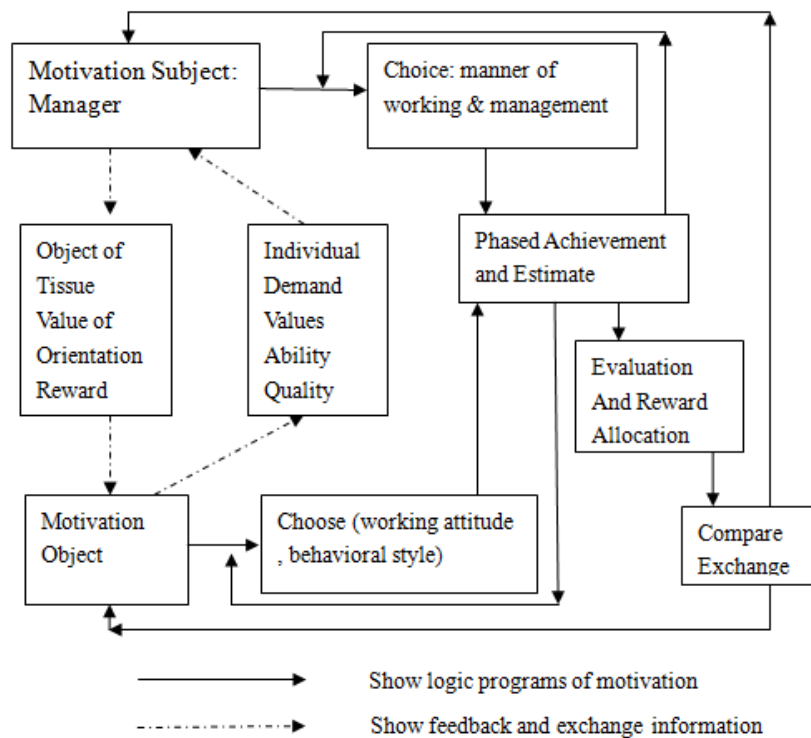 Motivation Subject:
Manager
Choice: manner of
working & management
Object of
Tissue
Value of
Orientation
Reward
Individual
Demand
Values
Ability
Quality
Phased Achievement
and Estimate
Evaluation
And Reward
Allocation
Motivation
Object
Choose (working attitude
, behavioral style)
Compare
Exchange
Show logic programs of motivation
Show feedback and exchange information